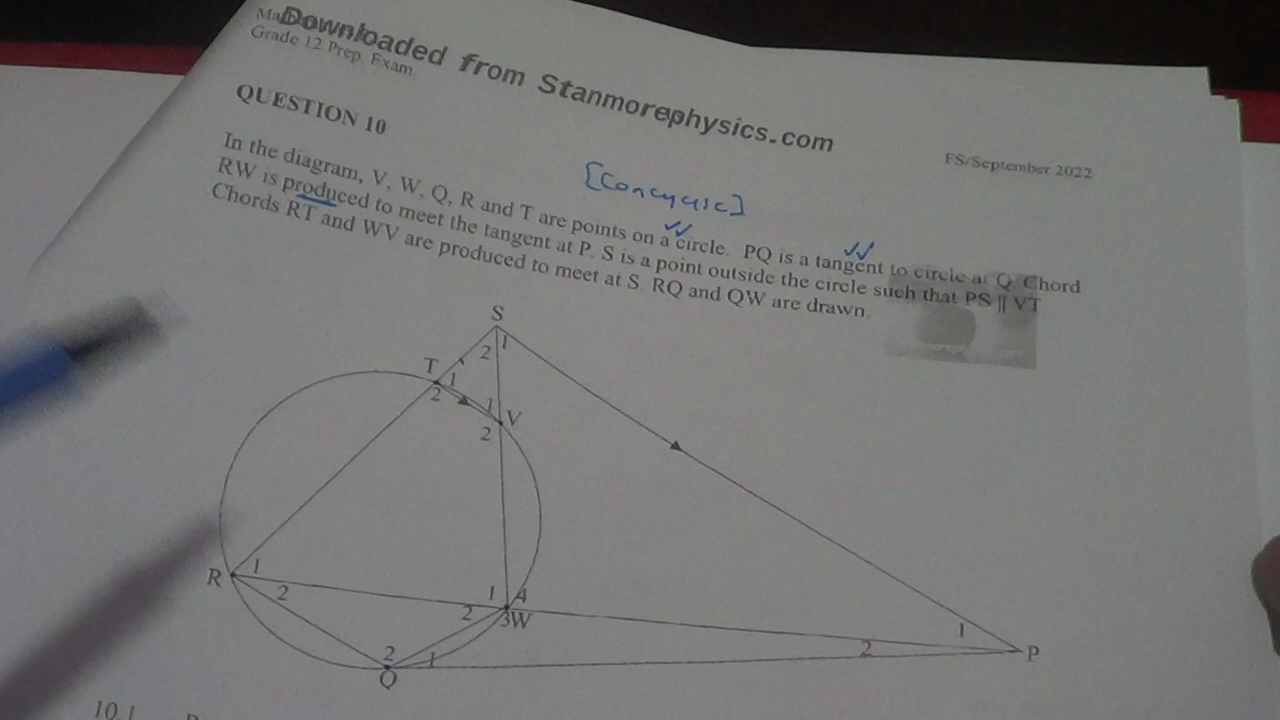 Downloaded from Stanmorephysics.com
Grade 12 Prep. Exam
FS/September 2022
QUESTION 10
[Concyclic]
In the diagram, V, W, Q, R and T are points on a circle. PQ is a tangent to circle at Q. Chord
RW is produced to meet the tangent at P. S is a point outside the circle such that PS || VT
Chords RT and WV are produced to meet at S. RQ and QW are drawn.
S
2 1
T 1
2
1 V
2
R 1
2
1 4
2 3W
1
2 P
2
1
Q
10.1